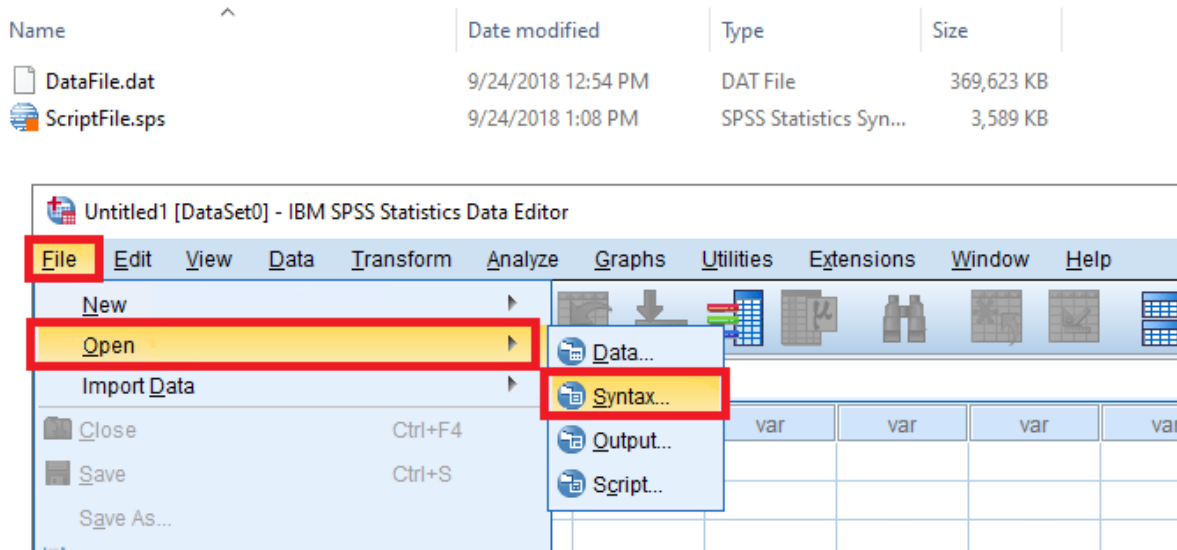 Name Date modified Type Size
DataFile.dat 9/24/2018 12:54 PM DAT File 369,623 KB
ScriptFile.sps 9/24/2018 1:08 PM SPSS Statistics Syn... 3,589 KB
Untitled1 [DataSet0] - IBM SPSS Statistics Data Editor
File Edit View Data Transform Analyze Graphs Utilities Extensions Window Help
New
Open
Data...
Import Data
Syntax...
Close Ctrl+F4
var var var var
Output...
Save Ctrl+S
Script...
Save As...